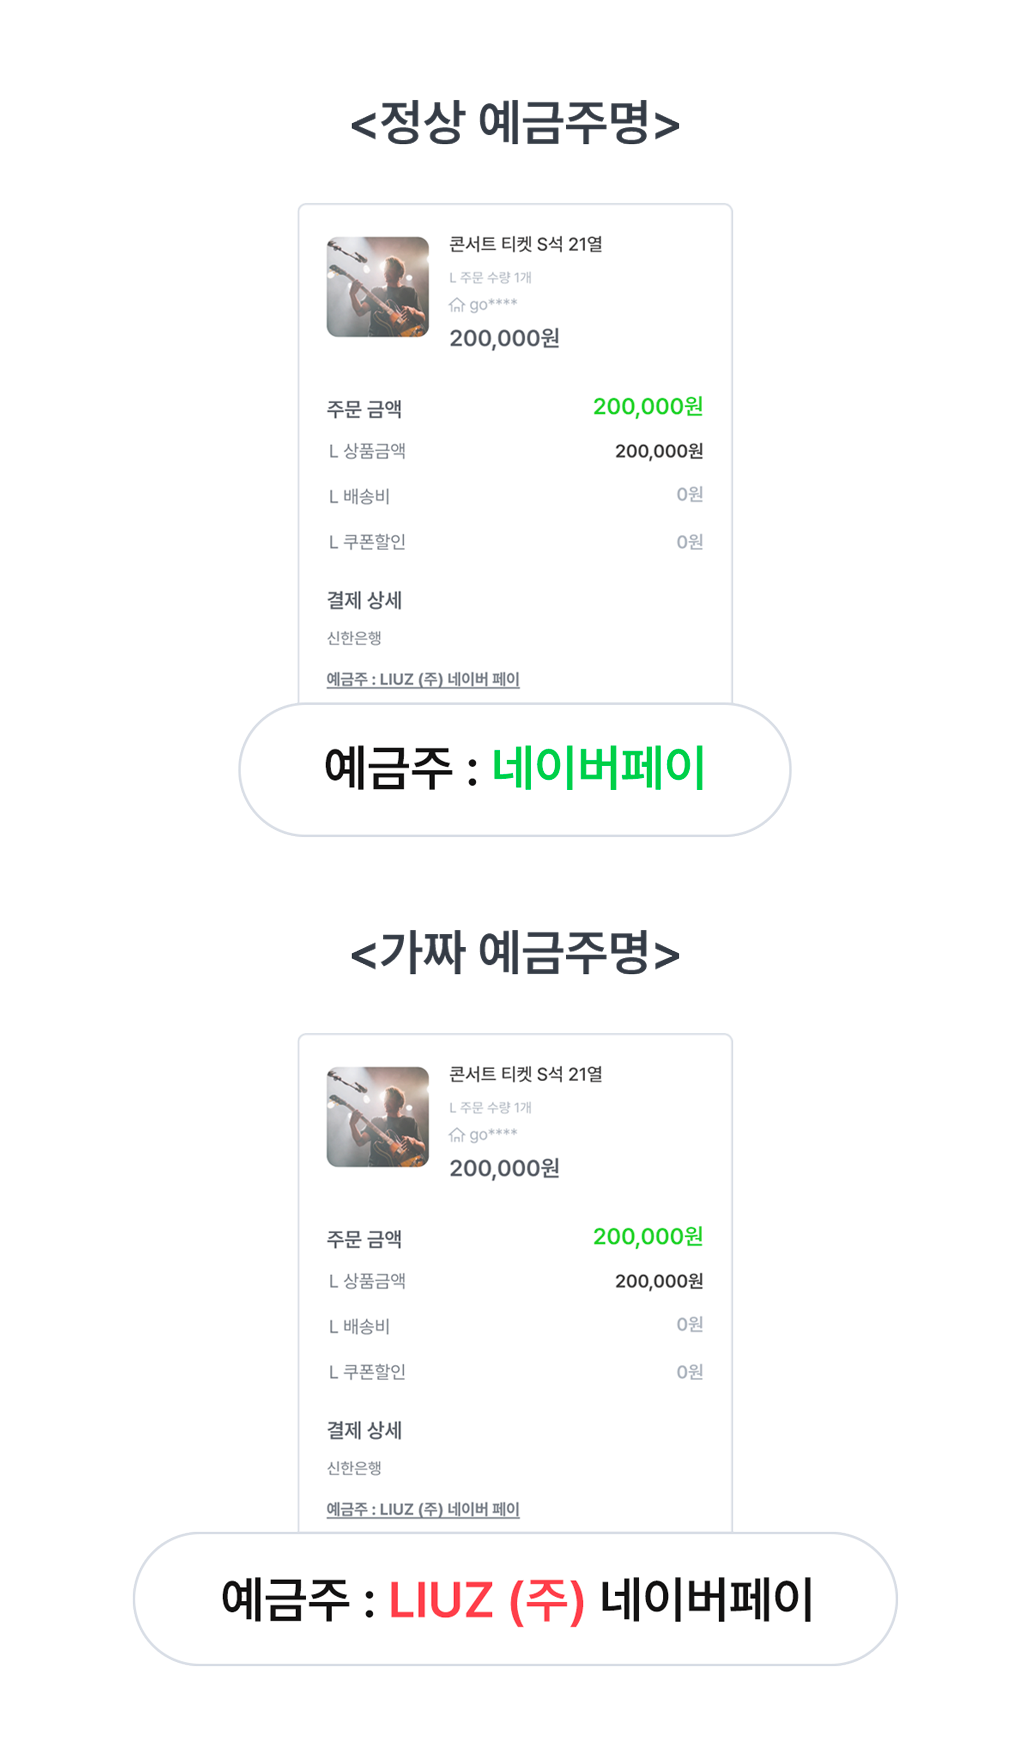 <정상 예금주명>
콘서트 티켓 S석 21열
L 주문 수량 1개
go****
200,000원
주문 금액 200,000원
L 상품금액 200,000원
L 배송비 0원
L 쿠폰할인 0원
결제 상세
신한은행
예금주 : LIUZ (주) 네이버 페이
예금주 : 네이버페이
<가짜 예금주명>
콘서트 티켓 S석 21열
L 주문 수량 1개
go****
200,000원
주문 금액 200,000원
L 상품금액 200,000원
L 배송비 0원
L 쿠폰할인 0원
결제 상세
신한은행
예금주 : LIUZ (주) 네이버 페이
예금주 : LIUZ (주) 네이버페이